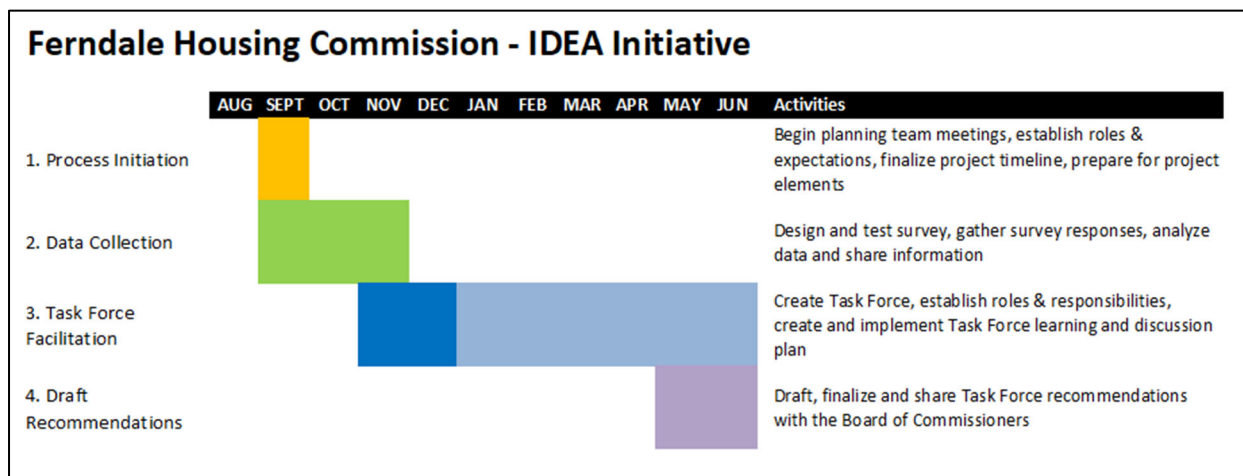 Ferndale Housing Commission - IDEA Initiative
AUG SEPT OCT NOV DEC JAN FEB MAR APR MAY JUN Activities
1. Process Initiation
Begin planning team meetings, establish roles &
expectations, finalize project timeline, prepare for project
elements
2. Data Collection
Design and test survey, gather survey responses, analyze
data and share information
3. Task Force
Facilitation
Create Task Force, establish roles & responsibilities,
create and implement Task Force learning and discussion
plan
4. Draft
Recommendations
Draft, finalize and share Task Force recommendations
with the Board of Commissioners